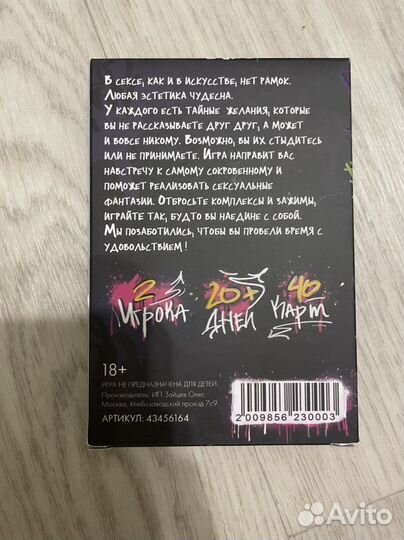 В сексе, как и в искусстве, нет рамок.
Любая эстетика чудесна.
У каждого есть тайные желания, которые
вы не рассказываете друг друг, а может
и вовсе никому. Возможно, вы их стыдитесь
или не принимаете. Игра направит вас
навстречу к самому сокровенному и
поможет реализовать сексуальные
фантазии. Отбросьте комплексы и зажимы,
играйте так, будто вы наедине с собой.
Мы позаботились, чтобы вы провели время с
удовольствием!
2 20+ 40
Игрока Дней Карт
18+
ИГРА НЕ ПРЕДНАЗНАЧЕНА ДЛЯ ДЕТЕЙ
Производитель: ИП Зайцев Олег,
Москва, Хлебозаводский проезд 7с9
АРТИКУЛ: 43456164
2 009856 230003
Avito